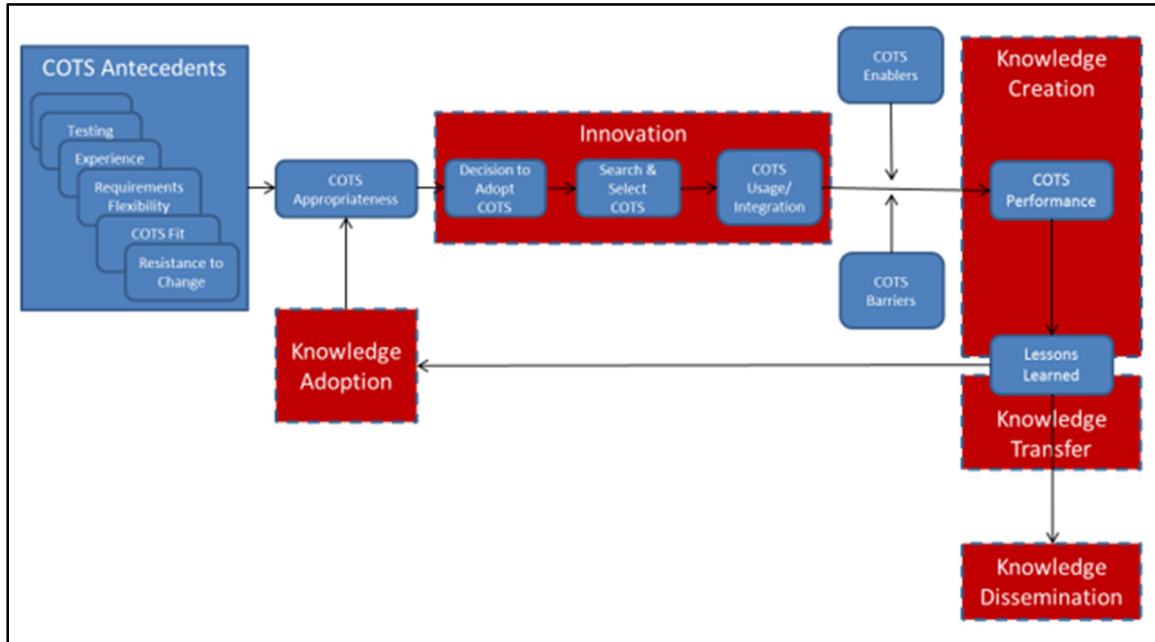 COTS Antecedents
Testing
Experience
Requirements
Flexibility
COTS Fit
Resistance to
Change
COTS
Appropriateness
Innovation
Decision to
Adopt
COTS
Search &
Select
COTS
COTS
Usage/
Integration
COTS
Enablers
COTS
Barriers
Knowledge
Creation
COTS
Performance
Lessons
Learned
Knowledge
Adoption
Knowledge
Transfer
Knowledge
Dissemination